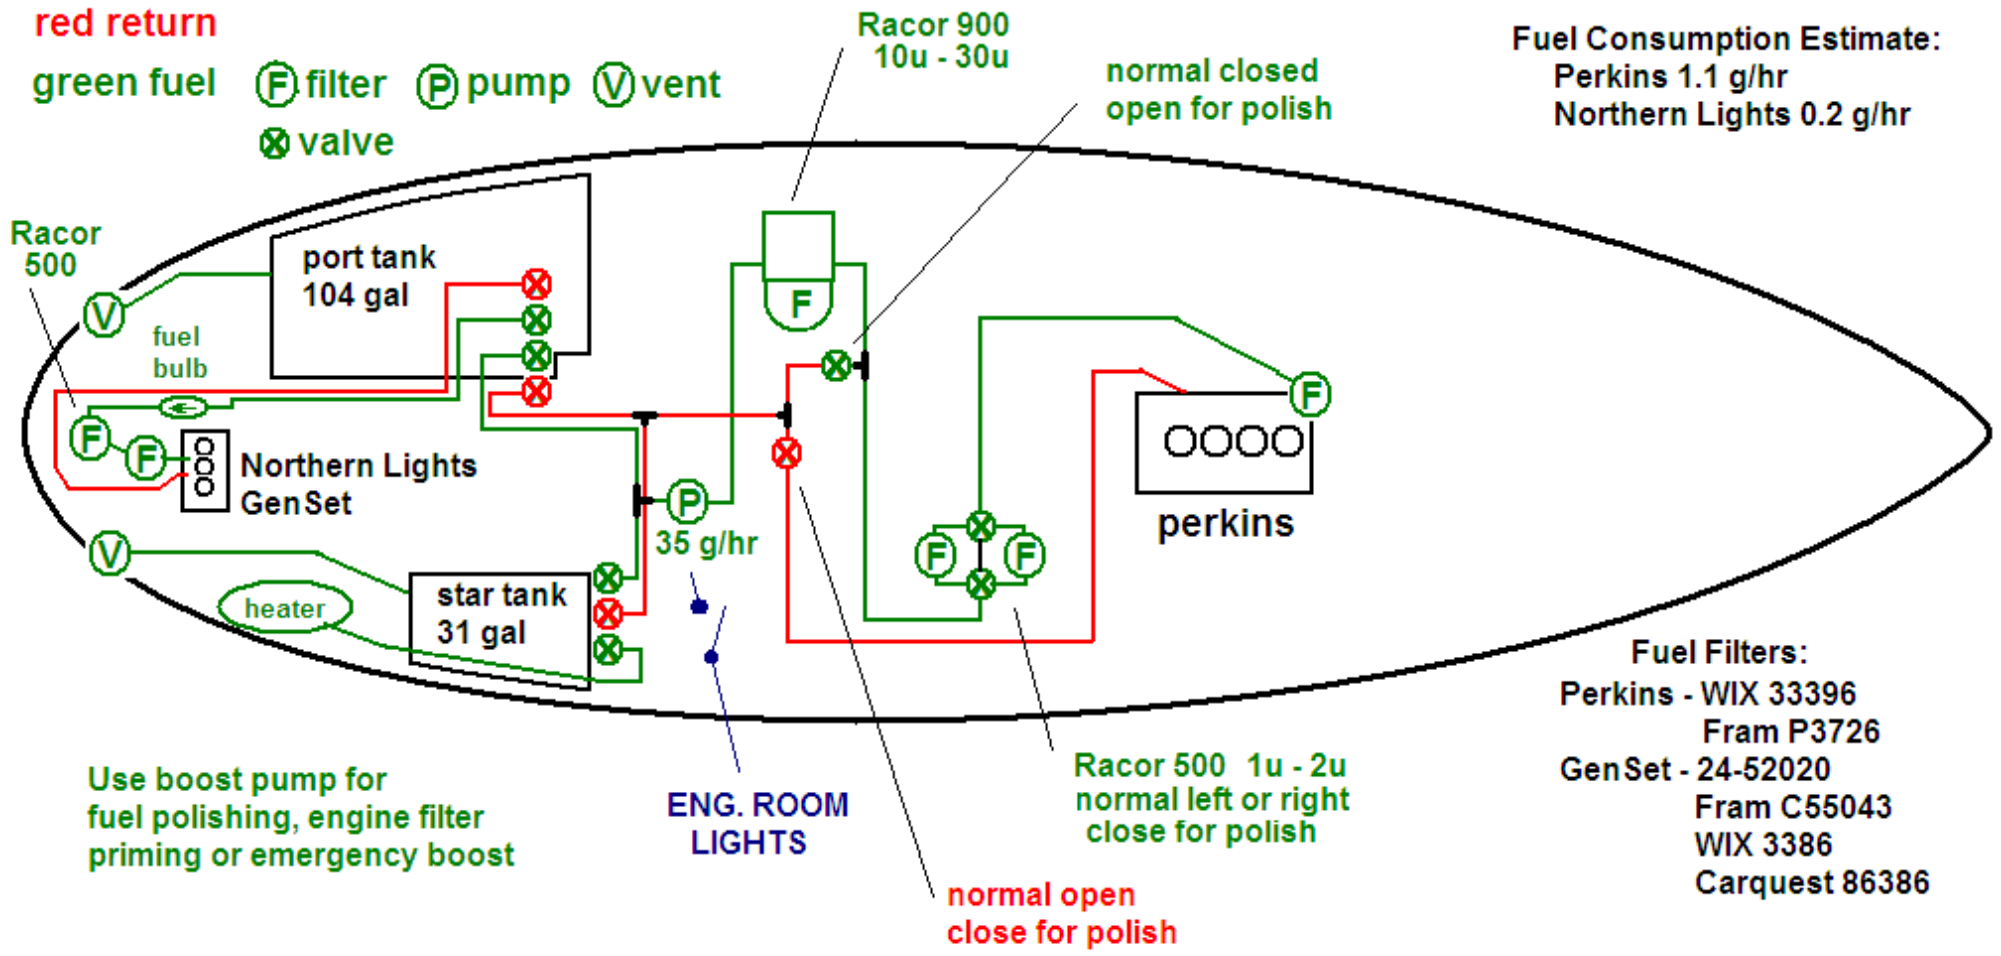 red return
green fuel F filter P pump V vent
valve
Racor 900
10u - 30u
normal closed
open for polish
Fuel Consumption Estimate:
Perkins 1.1 g/hr
Northern Lights 0.2 g/hr
Racor
500
port tank
104 gal
V
fuel
bulb
F
F
F
F
Northern Lights
GenSet
P
35 g/hr
perkins
F
F
V
heater
star tank
31 gal
Use boost pump for
fuel polishing, engine filter
priming or emergency boost
ENG. ROOM
LIGHTS
Racor 500 1u - 2u
normal left or right
close for polish
normal open
close for polish
Fuel Filters:
Perkins - WIX 33396
Fram P3726
GenSet - 24-52020
Fram C55043
WIX 3386
Carquest 86386